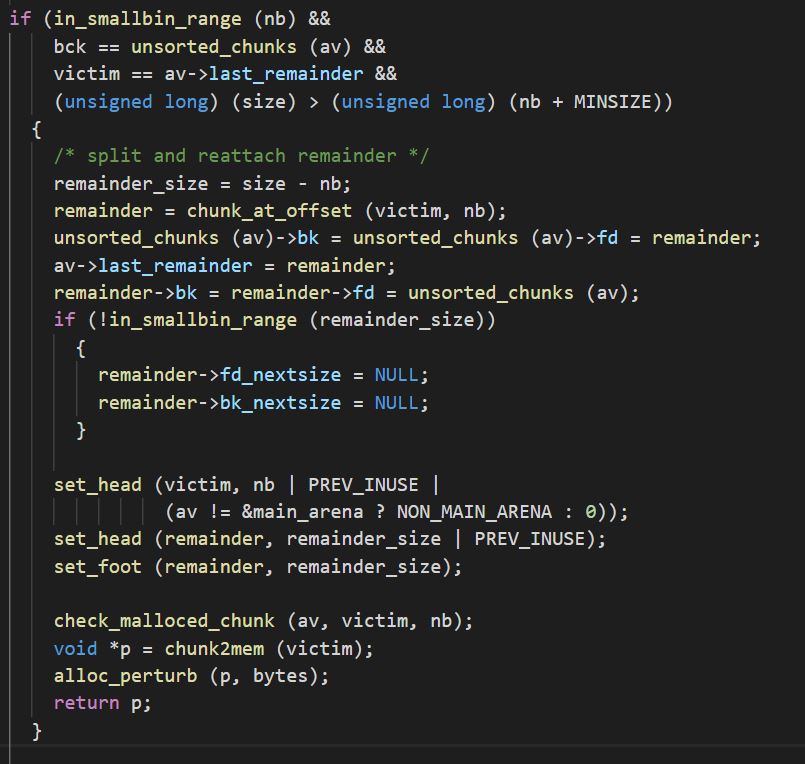 if (in_smallbin_range (nb) &&
bck == unsorted_chunks (av) &&
victim == av->last_remainder &&
(unsigned long) (size) > (unsigned long) (nb + MINSIZE))
{
/* split and reattach remainder */
remainder_size = size - nb;
remainder = chunk_at_offset (victim, nb);
unsorted_chunks (av)->bk = unsorted_chunks (av)->fd = remainder;
av->last_remainder = remainder;
remainder->bk = remainder->fd = unsorted_chunks (av);
if (!in_smallbin_range (remainder_size))
{
remainder->fd_nextsize = NULL;
remainder->bk_nextsize = NULL;
}
set_head (victim, nb | PREV_INUSE |
(av != &main_arena ? NON_MAIN_ARENA : 0));
set_head (remainder, remainder_size | PREV_INUSE);
set_foot (remainder, remainder_size);
check_malloced_chunk (av, victim, nb);
void *p = chunk2mem (victim);
alloc_perturb (p, bytes);
return p;
}